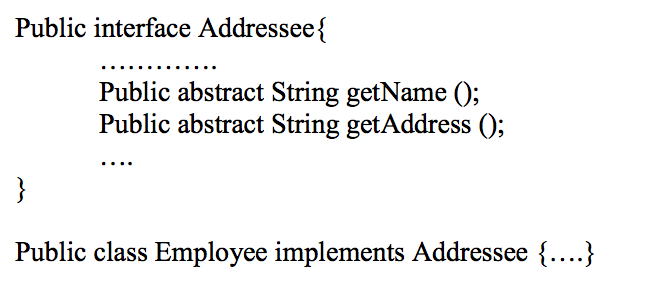 Public interface Addressee{
………….
Public abstract String getName ();
Public abstract String getAddress ();
….
}
Public class Employee implements Addressee {….}